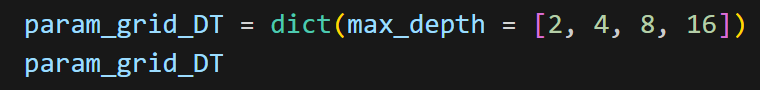 param_grid_DT = dict(max_depth = [2, 4, 8, 16])
param_grid_DT